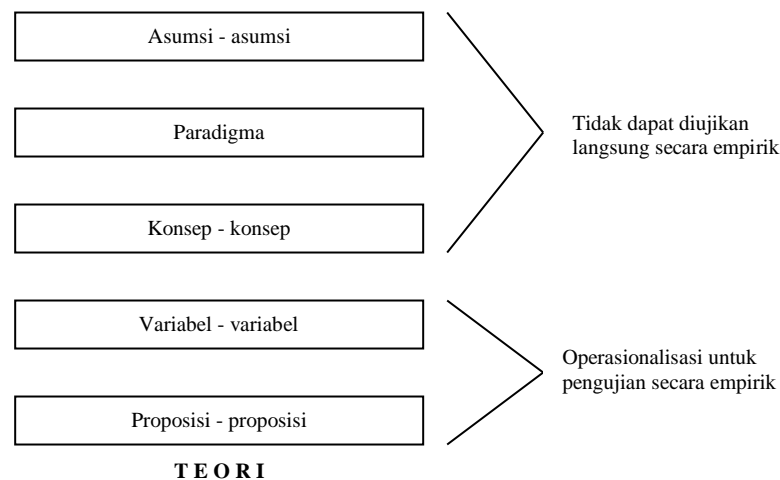 Asumsi - asumsi
Paradigma
Tidak dapat diujikan
langsung secara empirik
Konsep - konsep
Variabel - variabel
Operasionalisasi untuk
pengujian secara empirik
Proposisi - proposisi
T E O R I